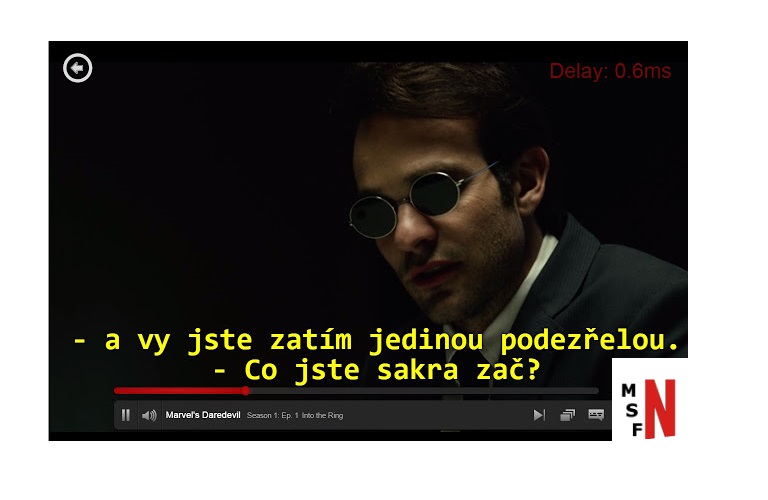 Delay: 0.6ms
- a vy jste zatím jedinou podezřelou.
- Co jste sakra zač?
Marvel's Daredevil Season 1: Ep. 1 Into the Ring
M
S
F
N